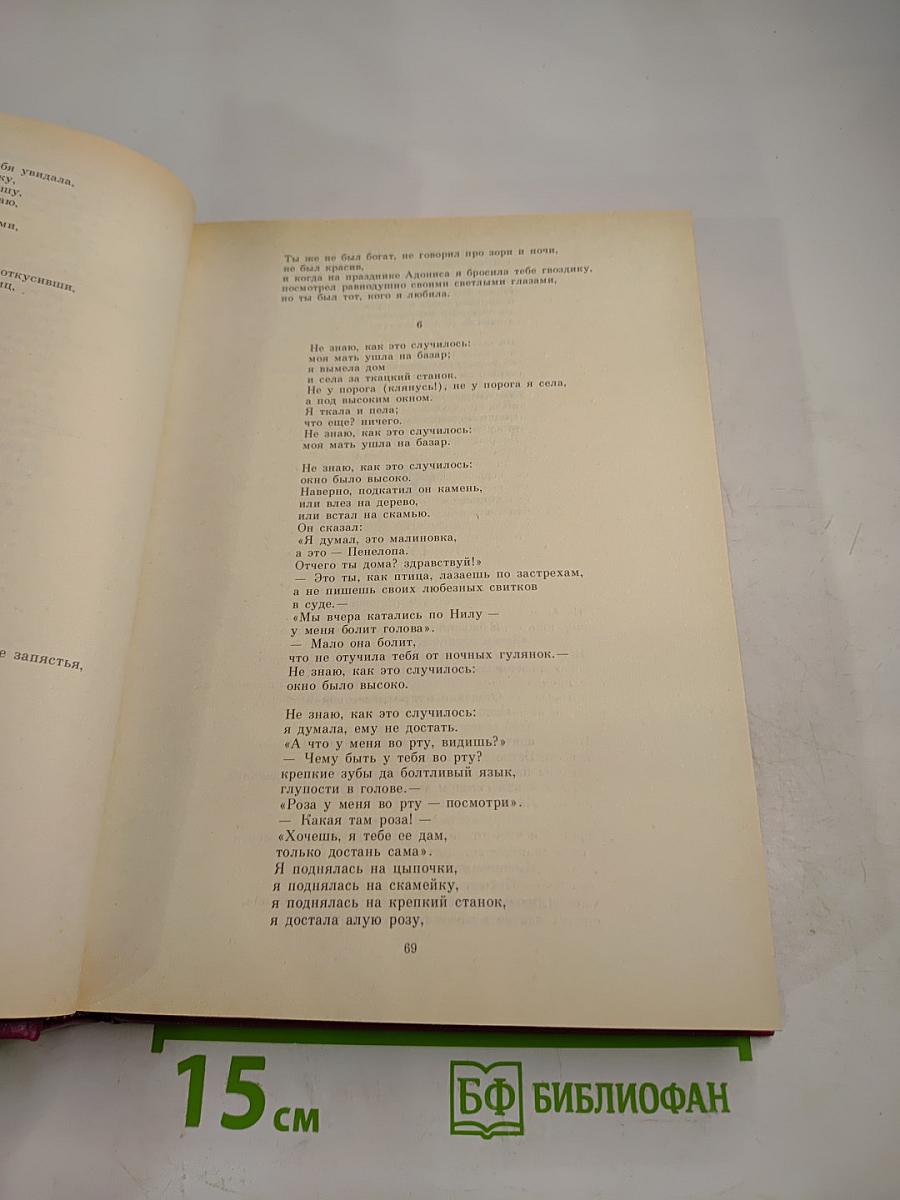 увидала,
откусивши,
запястья,
Ты же не был богат, не говорил про зори и ночи,
не был красив,
и когда на празднике Адониса я бросила тебе гвоздику,
посмотрел равнодушно своими светлыми глазами,
но ты был тот, кого я любила.
6
Не знаю, как это случилось:
моя мать ушла на базар;
я вымела дом
и села за ткацкий станок.
Не у порога (клянусь!), не у порога я села,
а под высоким окном.
Я ткала и пела;
что еще? ничего.
Не знаю, как это случилось:
моя мать ушла на базар.
Не знаю, как это случилось:
окно было высоко.
Наверно, подкатил он камень,
или влез на дерево,
или встал на скамью.
Он сказал:
«Я думал, это малиновка,
а это — Пенелопа.
Отчего ты дома? здравствуй!»
— Это ты, как птица, лазаешь по застрехам,
а не пишешь своих любезных свитков
в суде.—
«Мы вчера катались по Нилу —
у меня болит голова».
— Мало она болит,
что не отучила тебя от ночных гулянок.—
Не знаю, как это случилось:
окно было высоко.
Не знаю, как это случилось:
я думала, ему не достать.
«А что у меня во рту, видишь?»
— Чему быть у тебя во рту?
крепкие зубы да болтливый язык,
глупости в голове.—
«Роза у меня во рту — посмотри».
— Какая там роза! —
«Хочешь, я тебе ее дам,
только достань сама».
Я поднялась на цыпочки,
я поднялась на скамейку,
я поднялась на крепкий станок,
я достала алую розу,
69
15 см
БФ БИБЛИОФАН